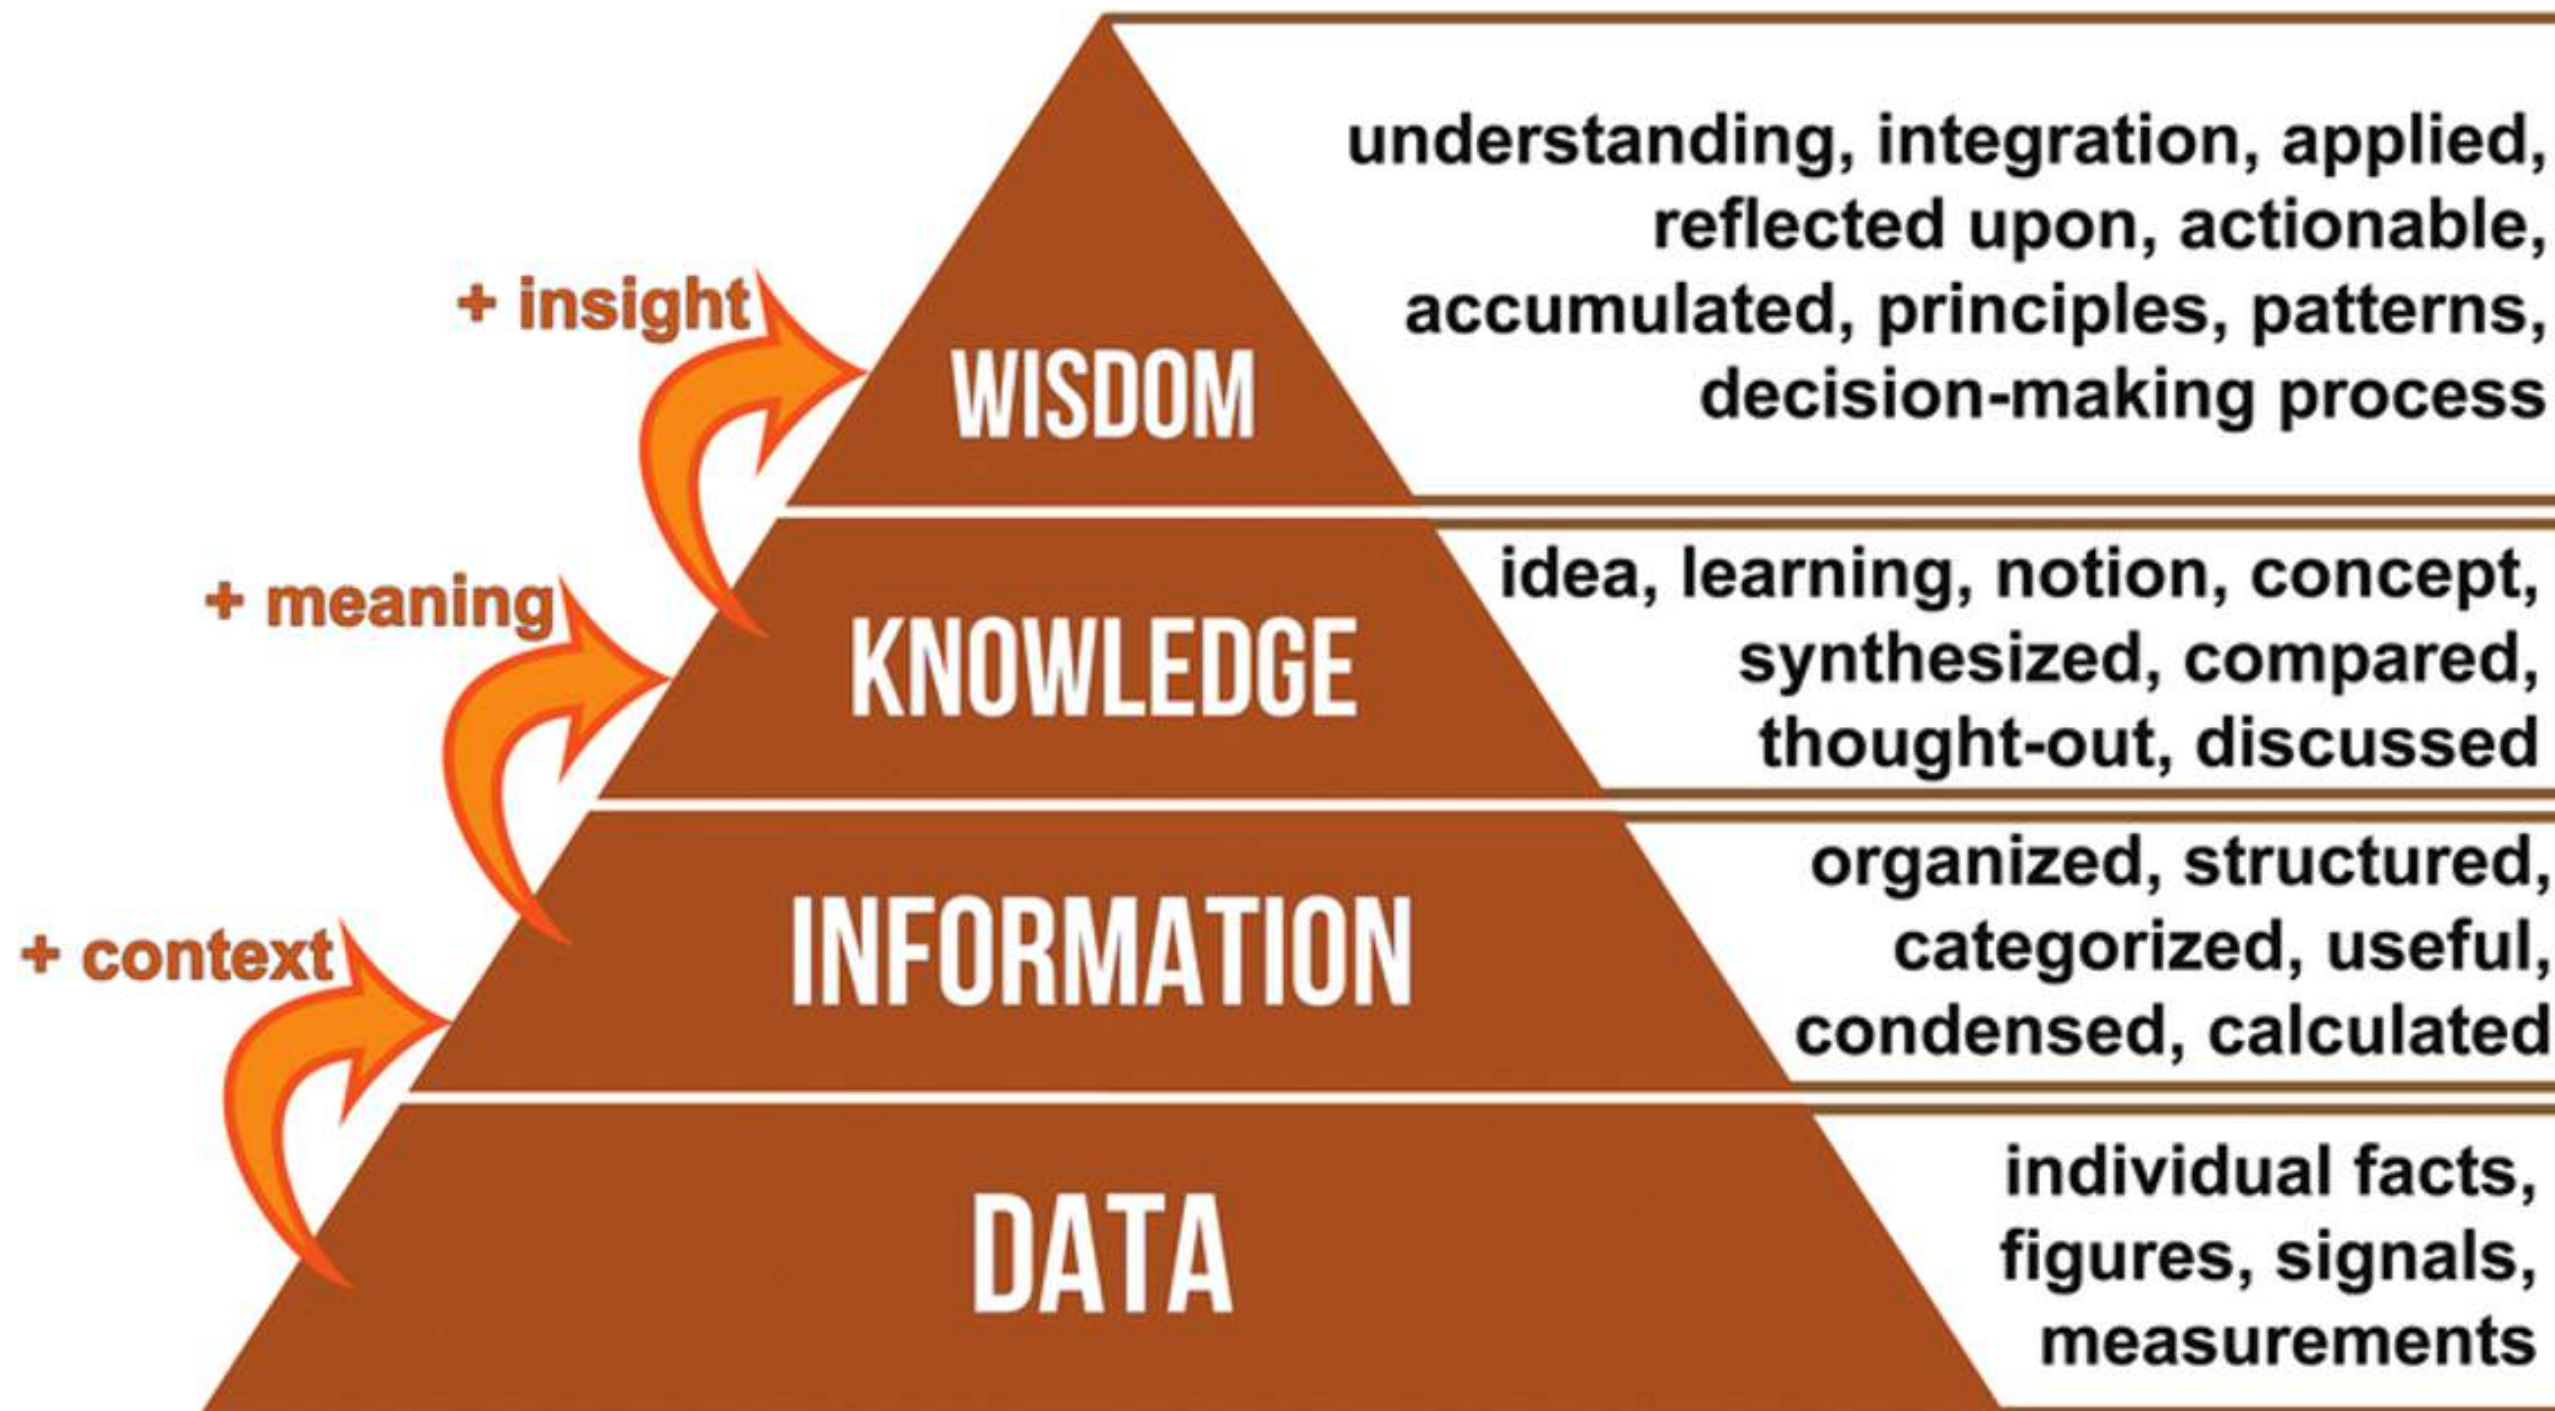 understanding, integration, applied,
reflected upon, actionable,
accumulated, principles, patterns,
decision-making process
+ insight
WISDOM
idea, learning, notion, concept,
synthesized, compared,
thought-out, discussed
+ meaning
KNOWLEDGE
organized, structured,
categorized, useful,
condensed, calculated
+ context
INFORMATION
individual facts,
figures, signals,
measurements
DATA